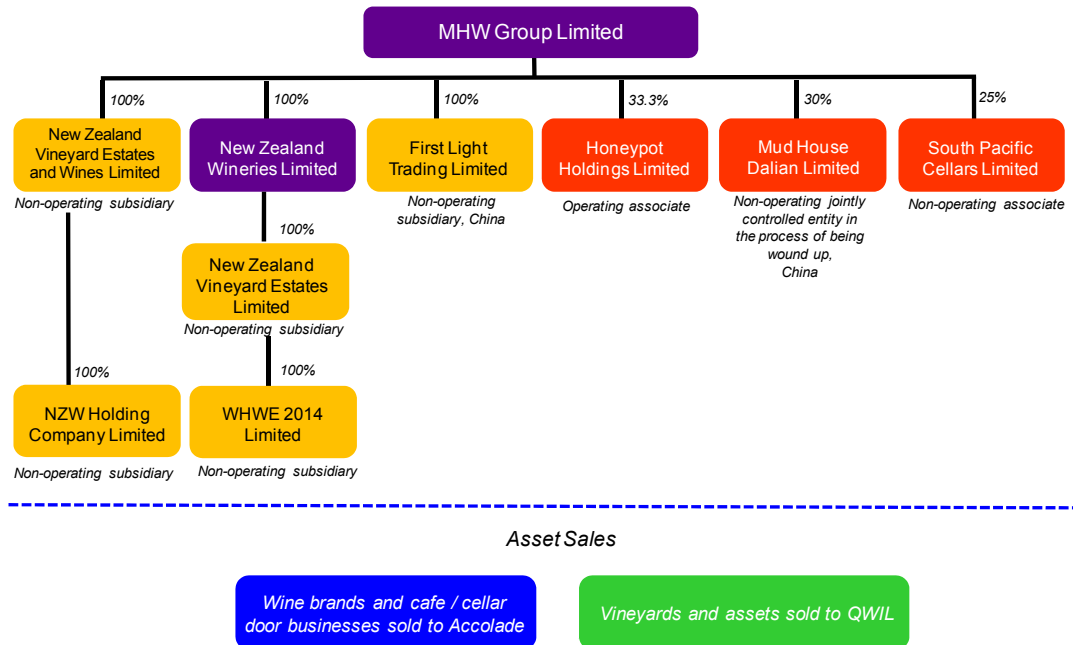 MHW Group Limited
100%
100%
100%
33.3%
30%
25%
New Zealand
Vineyard Estates
and Wines Limited
Non-operating subsidiary
New Zealand
Wineries Limited
First Light
Trading Limited
Non-operating
subsidiary, China
Honeypot
Holdings Limited
Operating associate
Mud House
Dalian Limited
Non-operating jointly
controlled entity in
the process of being
wound up,
China
South Pacific
Cellars Limited
Non-operating associate
100%
New Zealand
Vineyard Estates
Limited
Non-operating subsidiary
100%
100%
NZW Holding
Company Limited
Non-operating subsidiary
WHWE 2014
Limited
Non-operating subsidiary
Asset Sales
Wine brands and cafe / cellar
door businesses sold to Accolade
Vineyards and assets sold to QWIL